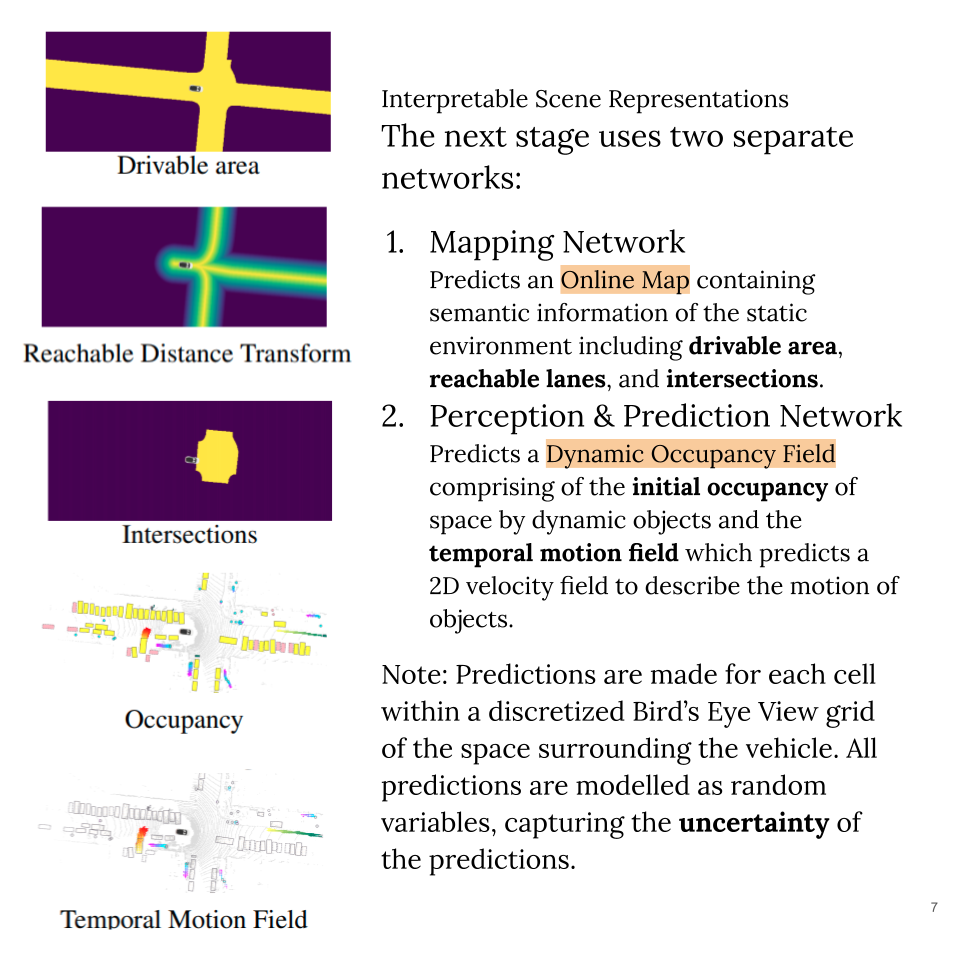 Drivable area
Reachable Distance Transform
Intersections
Occupancy
Temporal Motion Field
Interpretable Scene Representations
The next stage uses two separate
networks:
1. Mapping Network
Predicts an Online Map containing
semantic information of the static
environment including drivable area,
reachable lanes, and intersections.
2. Perception & Prediction Network
Predicts a Dynamic Occupancy Field
comprising of the initial occupancy of
space by dynamic objects and the
temporal motion field which predicts a
2D velocity field to describe the motion of
objects.
Note: Predictions are made for each cell
within a discretized Bird’s Eye View grid
of the space surrounding the vehicle. All
predictions are modelled as random
variables, capturing the uncertainty of
the predictions.
7